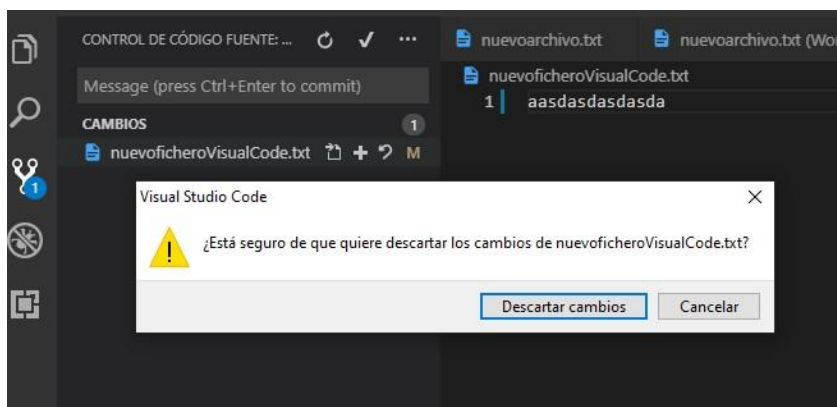 CONTROL DE CÓDIGO FUENTE: ...
nuevoarchivo.txt
nuevoarchivo.txt (Wor
Message (press Ctrl+Enter to commit)
nuevoficheroVisualCode.txt
1 aasdasdasdasda
CAMBIOS 1
nuevoficheroVisualCode.txt M
1
Visual Studio Code
¿Está seguro de que quiere descartar los cambios de nuevoficheroVisualCode.txt?
Descartar cambios Cancelar